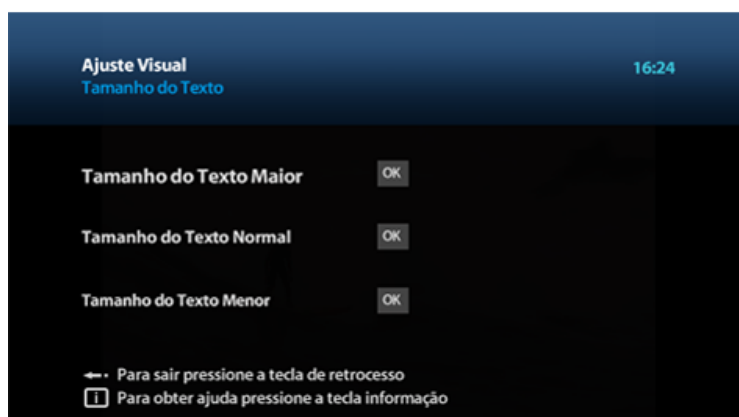 Ajuste Visual
16:24
Tamanho do Texto
Tamanho do Texto Maior OK
Tamanho do Texto Normal OK
Tamanho do Texto Menor OK
Para sair pressione a tecla de retrocesso
i Para obter ajuda pressione a tecla informação